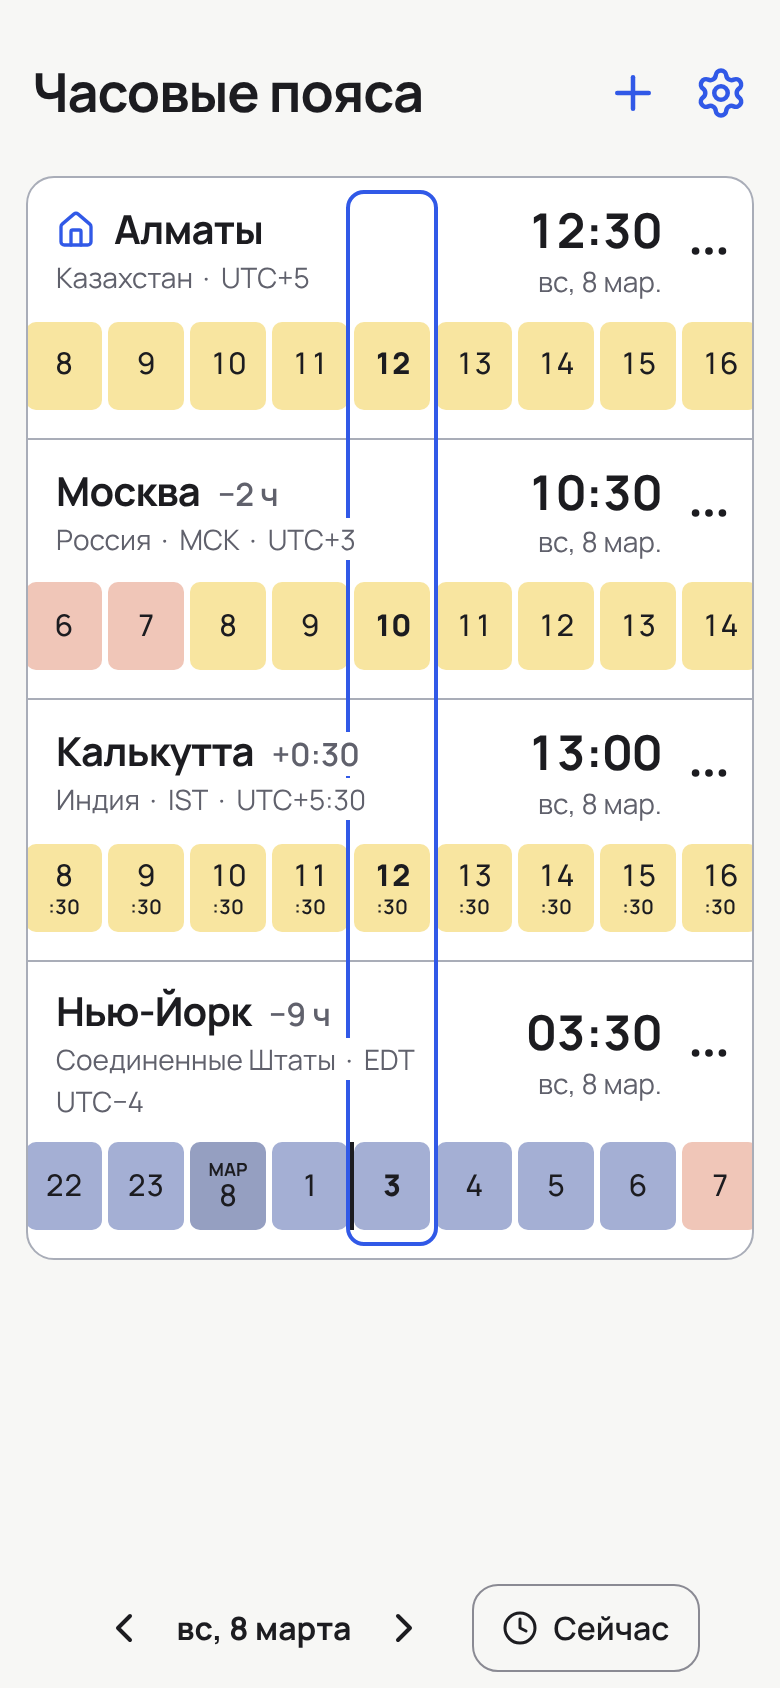 Часовые пояса
Алматы
12:30
...
Казахстан · UTC+5
вс, 8 мар.
8 9 10 11 12 13 14 15 16
Москва −2 ч
10:30
...
Россия · МСК · UTC+3
вс, 8 мар.
6 7 8 9 10 11 12 13 14
Калькутта +0:30
13:00
...
Индия · IST · UTC+5:30
вс, 8 мар.
8 9 10 11 12 13 14 15 16
:30 :30 :30 :30 :30 :30 :30 :30 :30
Нью-Йорк −9 ч
03:30
...
Соединенные Штаты · EDT
UTC−4
вс, 8 мар.
МАР
22 23 8 1 3 4 5 6 7
вс, 8 марта
Сейчас